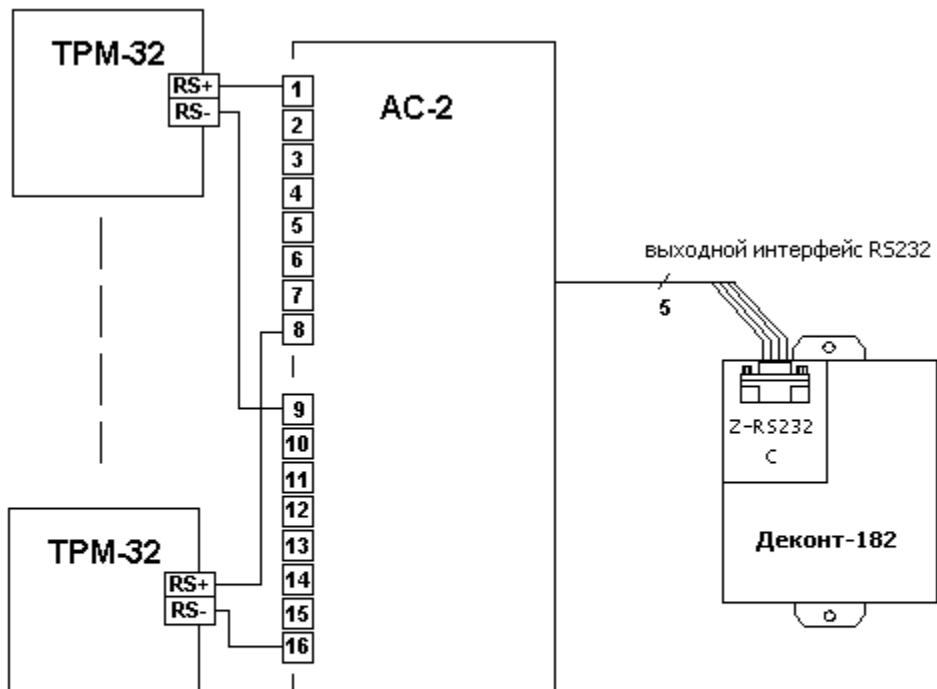 ТРМ-32
RS+
RS-
АС-2
1
2
3
4
5
6
7
8
9
10
11
12
13
14
15
16
ТРМ-32
RS+
RS-
выходной интерфейс RS232
5
Z-RS232
C
Деконт-182